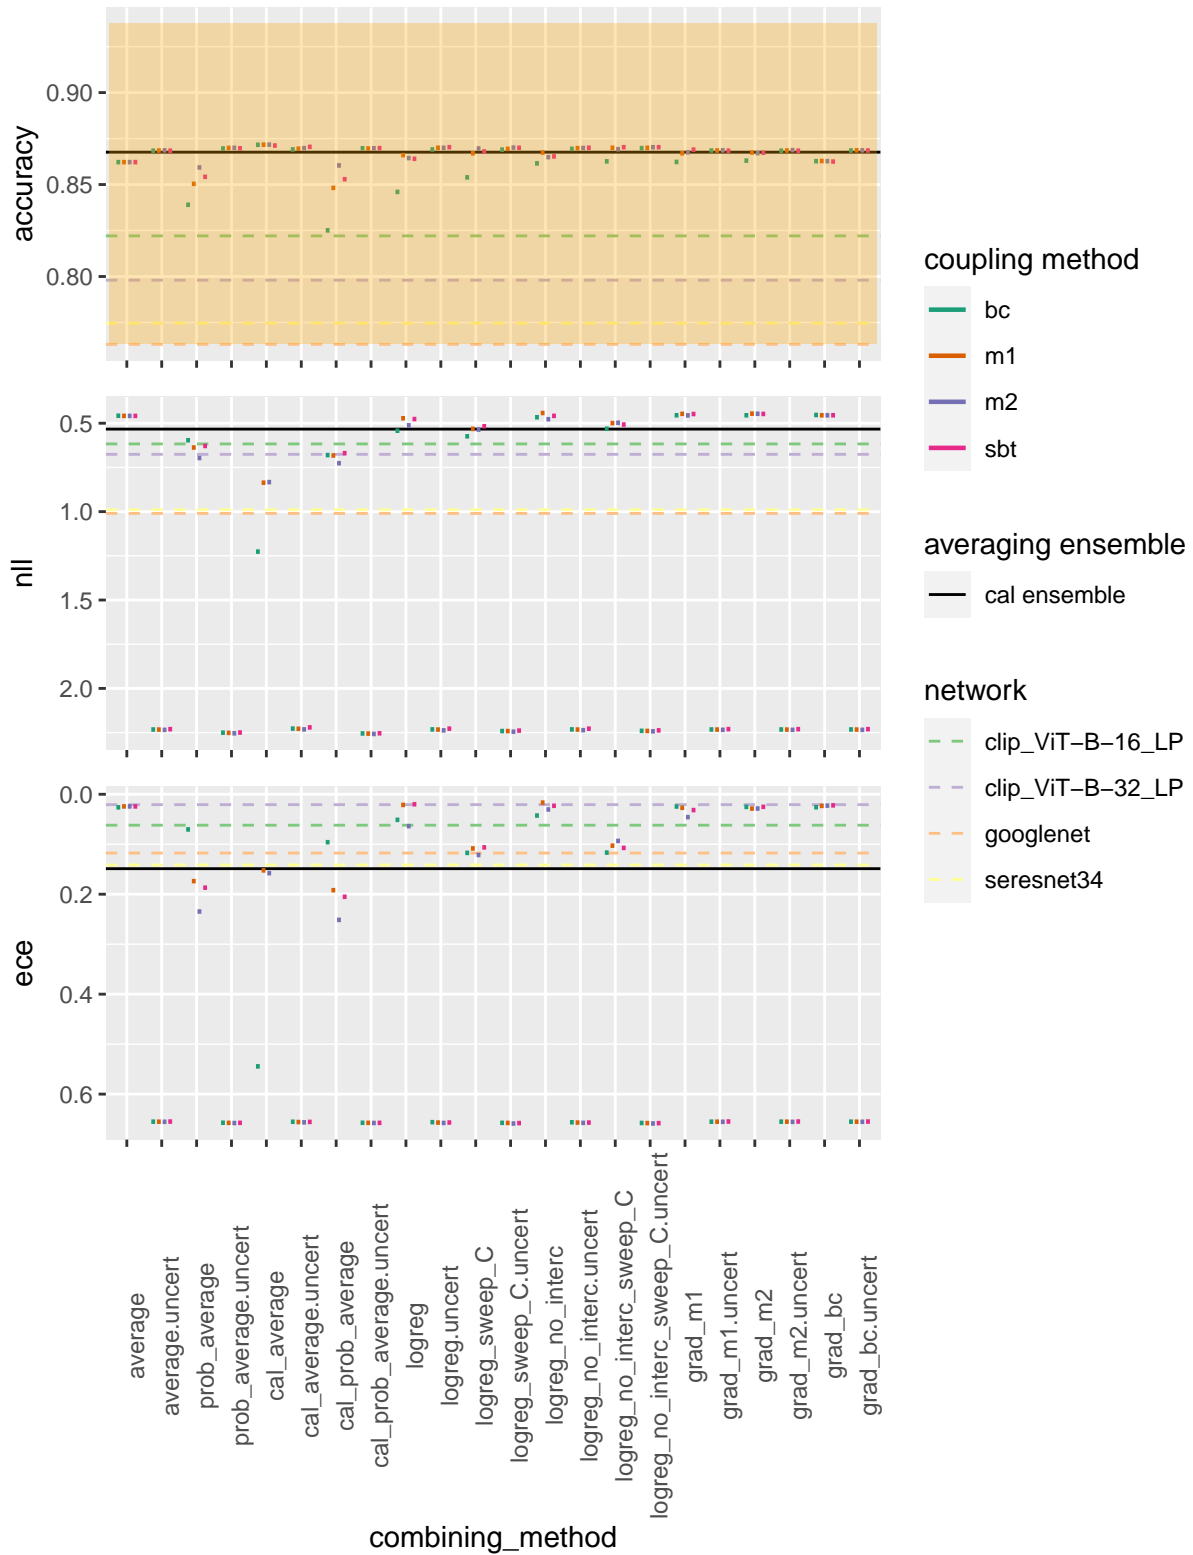 accuracy
0.90
0.85
0.80
nll
0.5
1.0
1.5
2.0
ece
0.0
0.2
0.4
0.6
average
average.uncert
prob_average
prob_average.uncert
cal_average
cal_average.uncert
cal_prob_average
cal_prob_average.uncert
logreg
logreg.uncert
logreg_sweep_C
logreg_sweep_C.uncert
logreg_no_interc
logreg_no_interc.uncert
logreg_no_interc_sweep_C
logreg_no_interc_sweep_C.uncert
grad_m1
grad_m1.uncert
grad_m2
grad_m2.uncert
grad_bc
grad_bc.uncert
combining_method
coupling method
bc
m1
m2
sbt
averaging ensemble
cal ensemble
network
clip_ViT−B−16_LP
clip_ViT−B−32_LP
googlenet
seresnet34